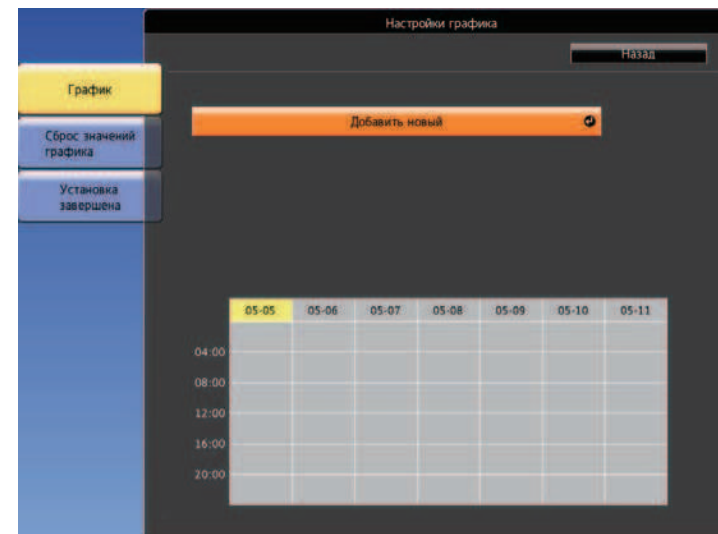 Настройки графика
Назад
График
Добавить новый
Сброс значений
графика
Установка
завершена
05-05 05-06 05-07 05-08 05-09 05-10 05-11
04:00
08:00
12:00
16:00
20:00